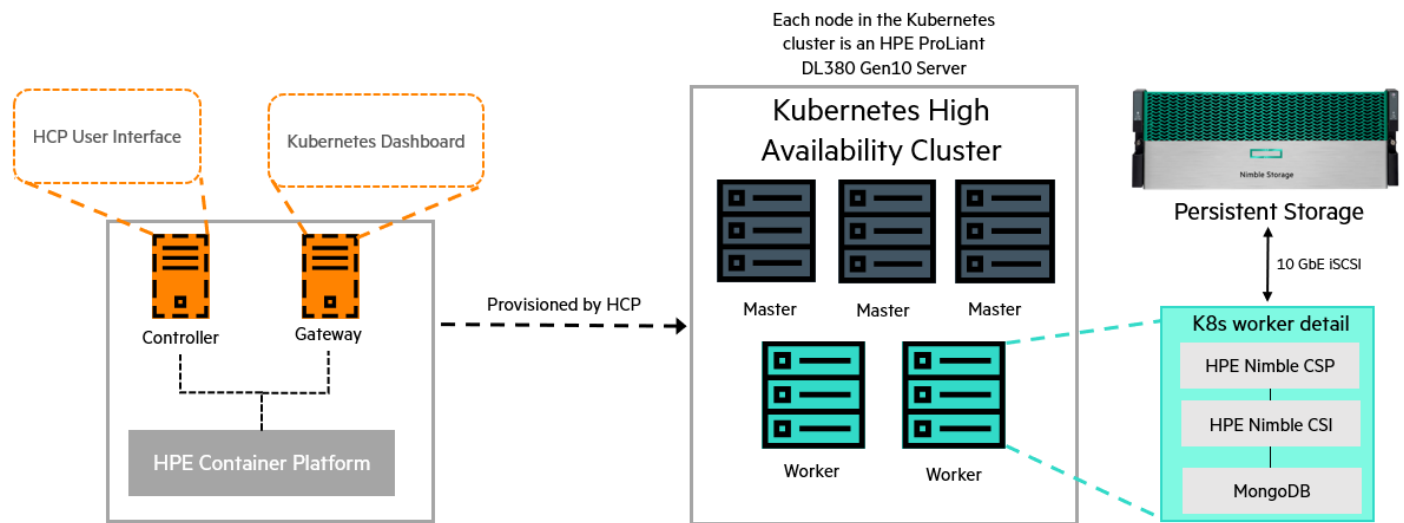 Each node in the Kubernetes
cluster is an HPE ProLiant
DL380 Gen10 Server
HCP User Interface
Kubernetes Dashboard
Controller
Gateway
HPE Container Platform
Provisioned by HCP
Kubernetes High
Availability Cluster
Master
Master
Master
Worker
Worker
Nimble Storage
Persistent Storage
10 GbE iSCSI
K8s worker detail
HPE Nimble CSP
HPE Nimble CSI
MongoDB